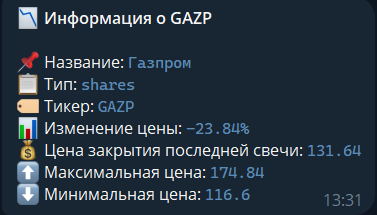 Информация о GAZP
Название: Газпром
Тип: shares
Тикер: GAZP
Изменение цены: -23.84%
Цена закрытия последней свечи: 131.64
Максимальная цена: 174.84
Минимальная цена: 116.6
13:31